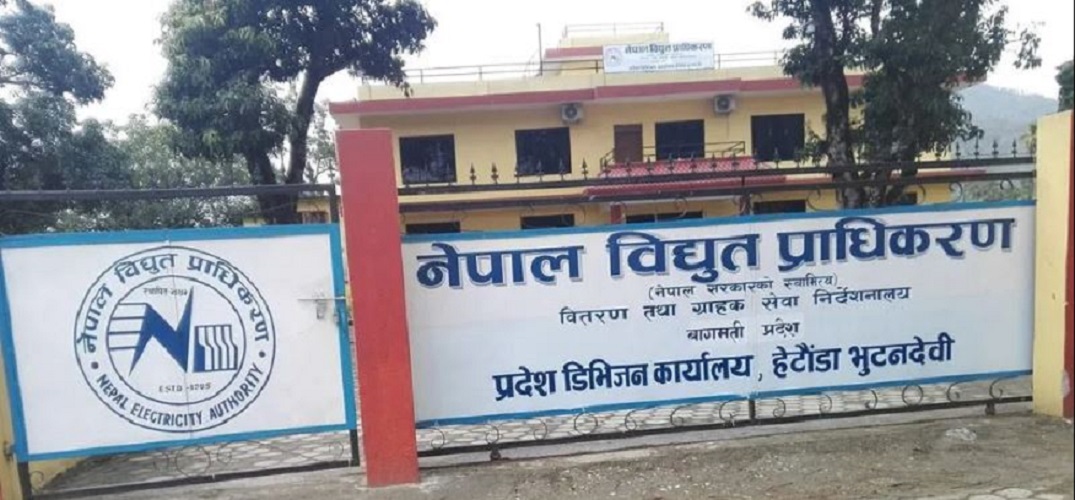 नेपाल विद्युत प्राधिकरण
नेपाल विद्युत प्राधिकरण
(नेपाल सरकारको स्वामित्व)
वितरण तथा ग्राहक सेवा निर्देशनालय
बागमती प्रदेश
प्रदेश डिभिजन कार्यालय, हेटौंडा भुटनदेवी
नेपाल विद्युत प्राधिकरण
ESTD
NEPAL ELECTRICITY AUTHORITY